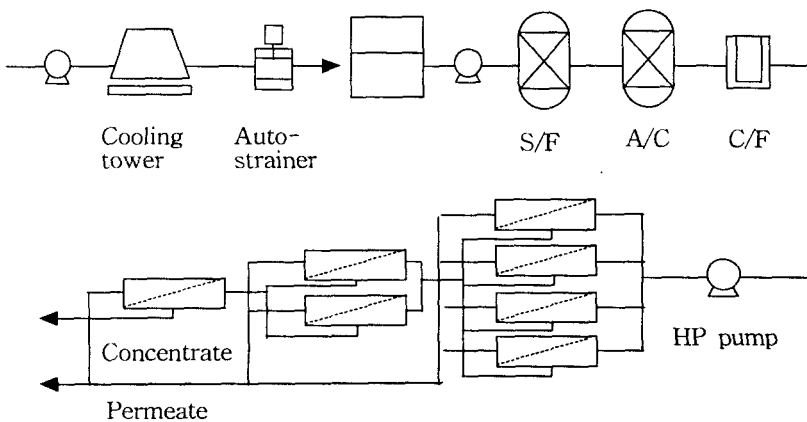 Cooling
tower
Auto-
strainer
S/F
A/C
C/F
HP pump
Concentrate
Permeate